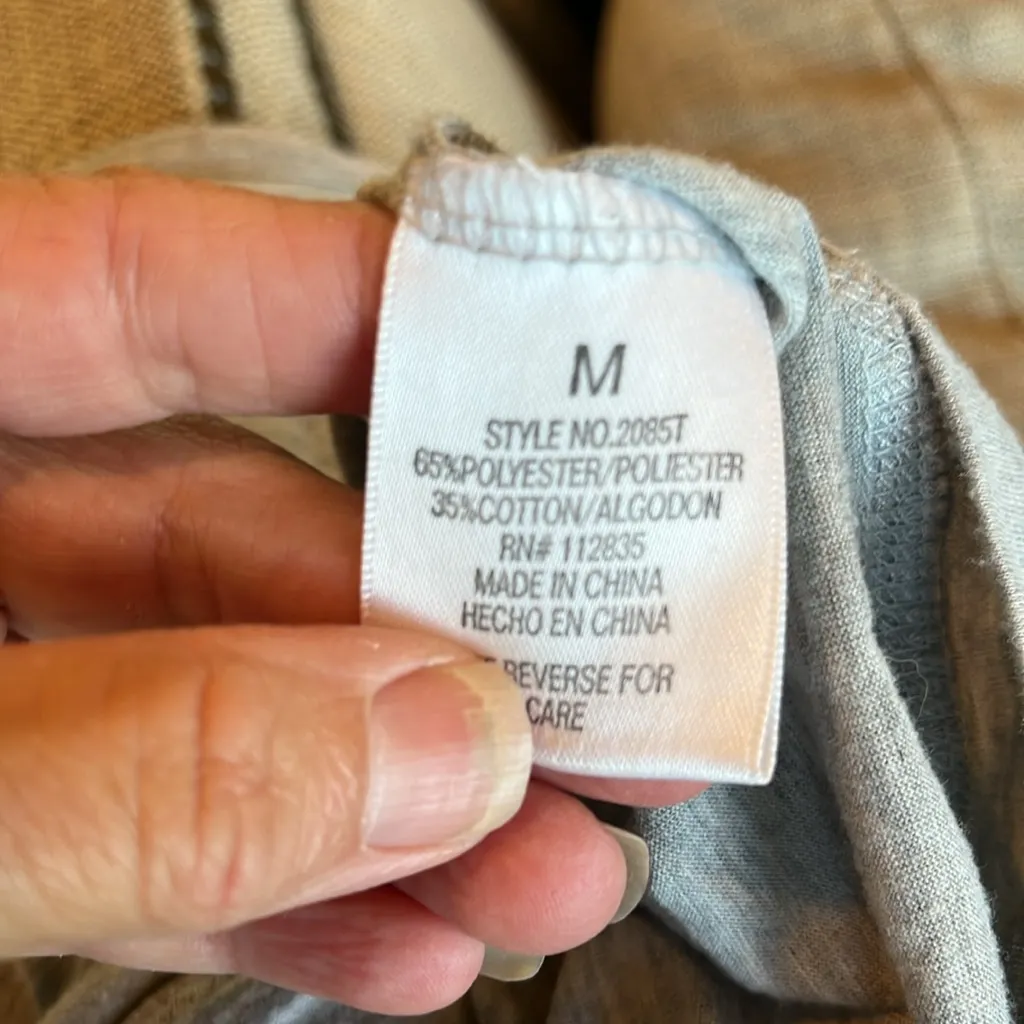 M
STYLE NO.2085T
65%POLYESTER/POLIESTER
35%COTTON/ALGODON
RN# 112835
MADE IN CHINA
HECHO EN CHINA
REVERSE FOR
CARE